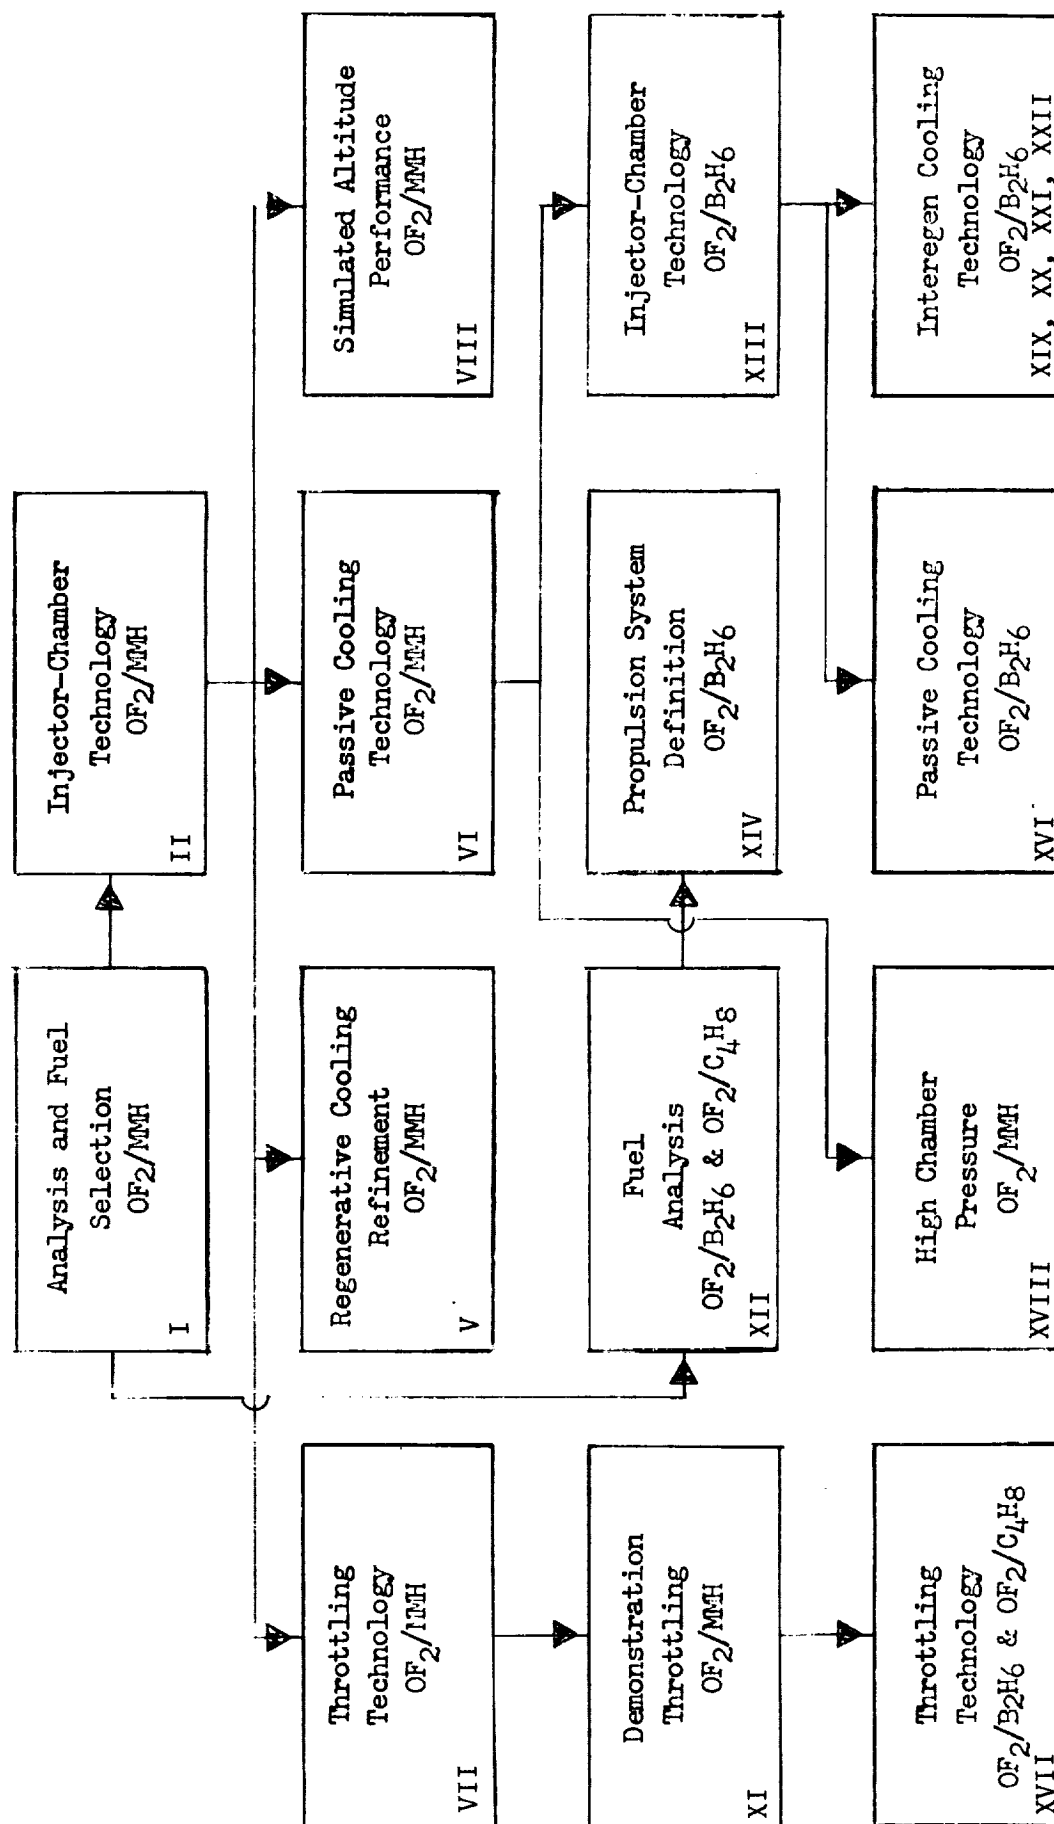 Analysis and Fuel
Selection
OF2/MMH
I
Injector-Chamber
Technology
OF2/MMH
II
Throttling
Technology
OF2/MMH
VII
Regenerative Cooling
Refinement
OF2/MMH
V
Passive Cooling
Technology
OF2/MMH
VI
Simulated Altitude
Performance
OF2/MMH
VIII
Demonstration
Throttling
OF2/MMH
XI
Fuel
Analysis
OF2/B2H6 & OF2/C4H8
XII
Propulsion System
Definition
OF2/B2H6
XIV
Injector-Chamber
Technology
OF2/B2H6
XIII
Throttling
Technology
OF2/B2H6 & OF2/C4H8
XVII
High Chamber
Pressure
OF2/MMH
XVIII
Passive Cooling
Technology
OF2/B2H6
XVI
Interegen Cooling
Technology
OF2/B2H6
XIX, XX, XXI, XXII